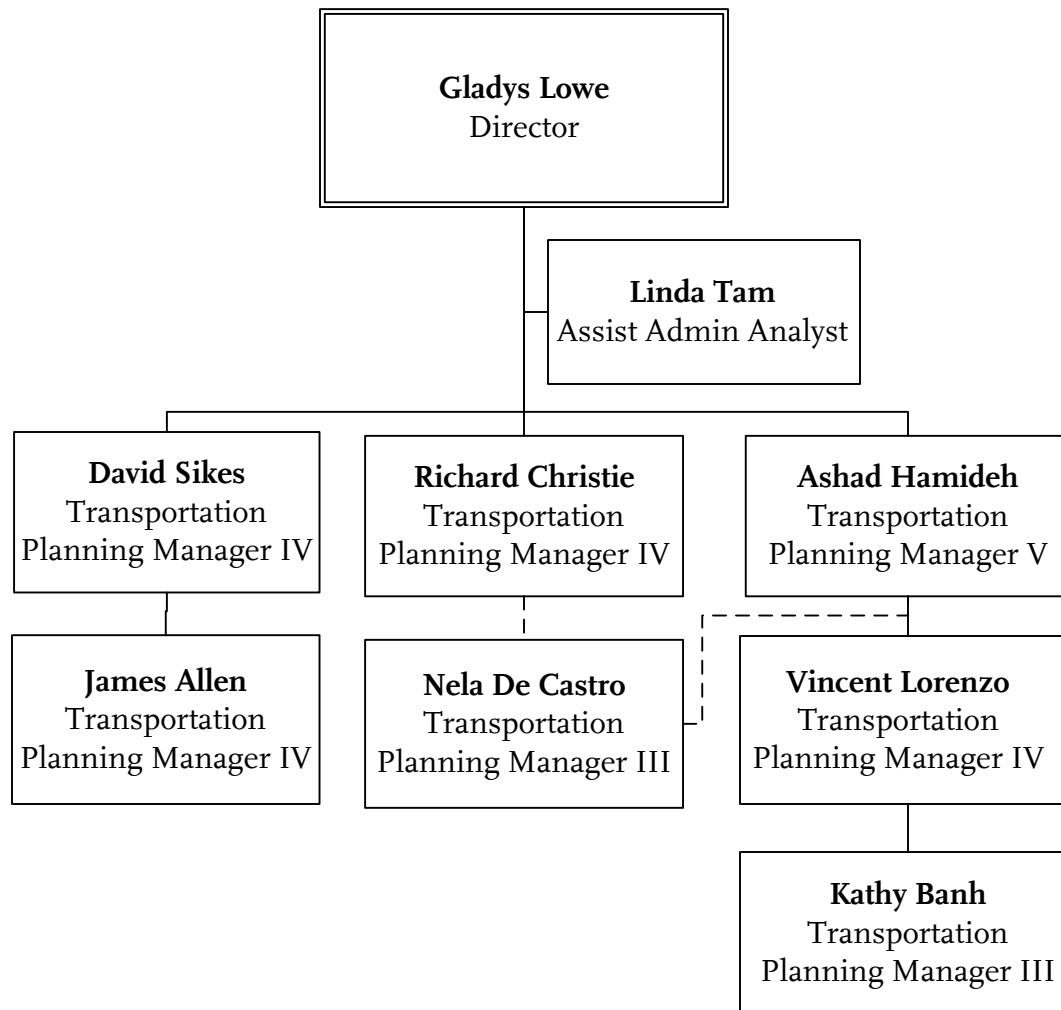 Gladys Lowe
Director
Linda Tam
Assist Admin Analyst
David Sikes
Transportation
Planning Manager IV
Richard Christie
Transportation
Planning Manager IV
Ashad Hamideh
Transportation
Planning Manager V
James Allen
Transportation
Planning Manager IV
Nela De Castro
Transportation
Planning Manager III
Vincent Lorenzo
Transportation
Planning Manager IV
Kathy Banh
Transportation
Planning Manager III